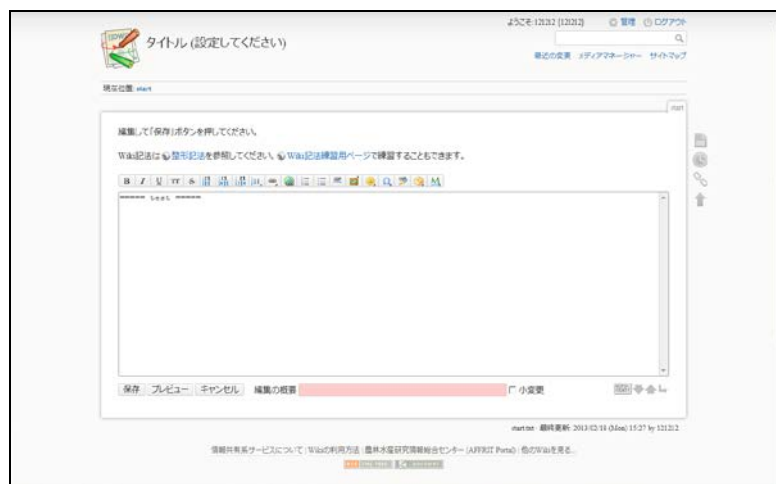 ようこそ 121212 (121212) 管理 ログアウト
タイトル (設定してください)
最近の変更 メディアマネージャー サイトマップ
現在位置: start
start
編集して「保存」ボタンを押してください。
Wiki記法は 整形記法を参照してください。 Wiki記法練習用ページで練習することもできます。
B I U TT S
====== test ======
保存 プレビュー キャンセル 編集の概要 小変更
start.txt · 最終更新: 2013/02/18 (Mon) 15:27 by 121212
情報共有系サービスについて | Wikiの利用方法 | 農林水産研究情報総合センター (AFFRIT Portal) | 他のWikiを見る...